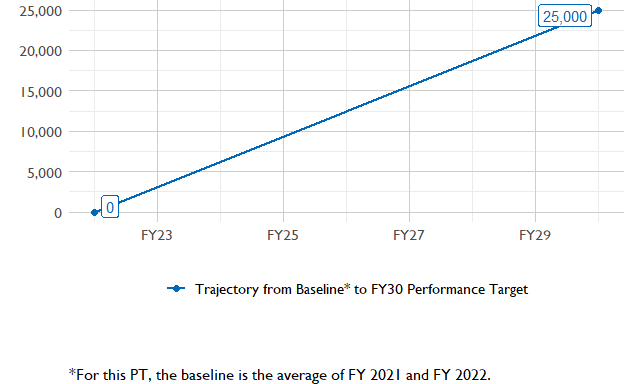 25,000
25,000
20,000
15,000
10,000
5,000
0
0
FY23 FY25 FY27 FY29
Trajectory from Baseline* to FY30 Performance Target
*For this PT, the baseline is the average of FY 2021 and FY 2022.